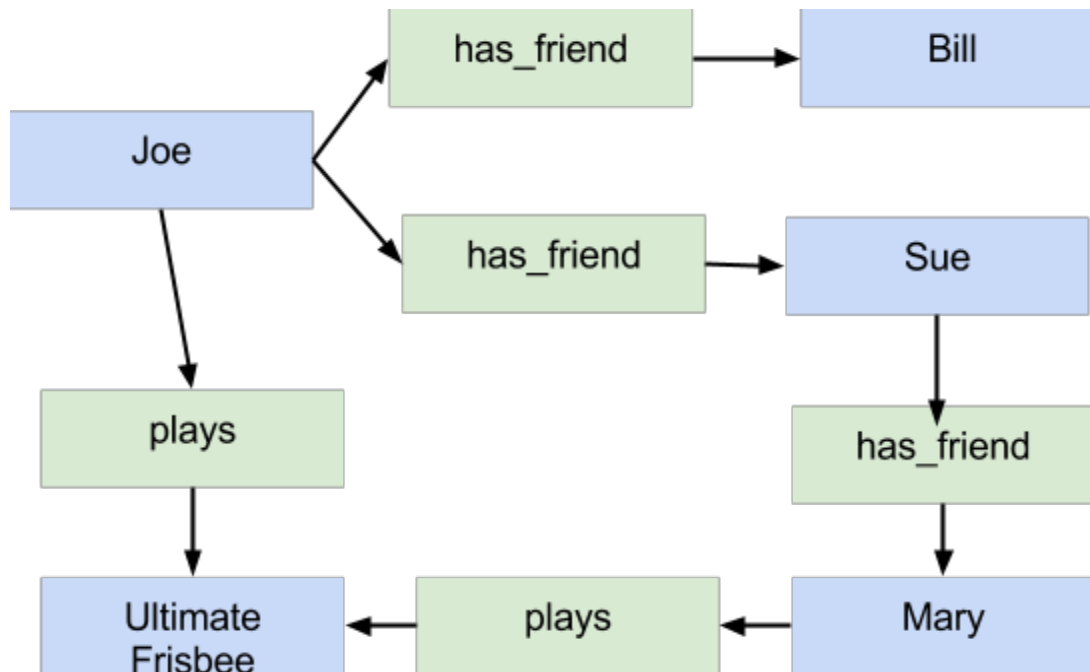 has_friend
Bill
Joe
has_friend
Sue
plays
has_friend
Ultimate
Frisbee
plays
Mary